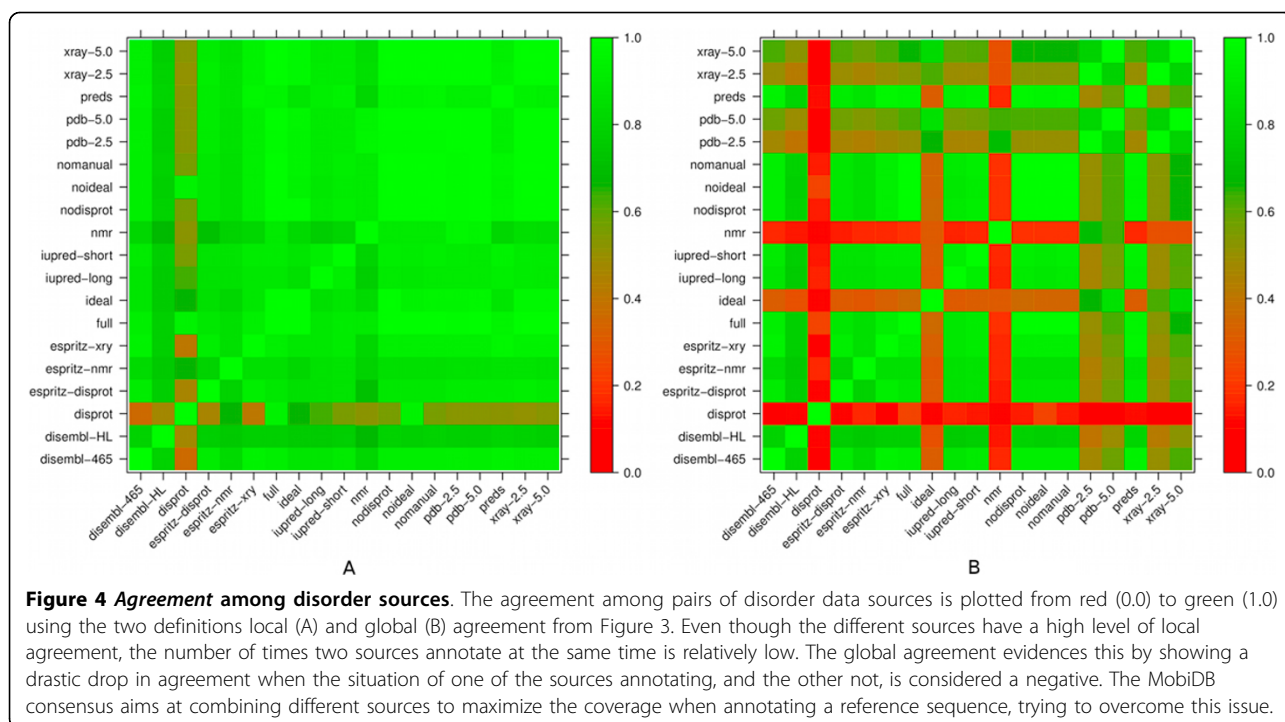 xray-5.0
xray-2.5
preds
pdb-5.0
pdb-2.5
nomanual
noideal
nodisprot
nmr
iupred-short
iupred-long
ideal
full
espritz-xry
espritz-nmr
espritz-disprot
disprot
disembl-HL
disembl-465
disembl-465
disembl-HL
disprot
espritz-disprot
espritz-nmr
espritz-xry
full
ideal
iupred-long
iupred-short
nmr
nodisprot
noideal
nomanual
pdb-2.5
pdb-5.0
preds
xray-2.5
xray-5.0
1.0
0.8
0.6
0.4
0.2
0.0
A
xray-5.0
xray-2.5
preds
pdb-5.0
pdb-2.5
nomanual
noideal
nodisprot
nmr
iupred-short
iupred-long
ideal
full
espritz-xry
espritz-nmr
espritz-disprot
disprot
disembl-HL
disembl-465
disembl-465
disembl-HL
disprot
espritz-disprot
espritz-nmr
espritz-xry
full
ideal
iupred-long
iupred-short
nmr
nodisprot
noideal
nomanual
pdb-2.5
pdb-5.0
preds
xray-2.5
xray-5.0
1.0
0.8
0.6
0.4
0.2
0.0
B
Figure 4 Agreement among disorder sources. The agreement among pairs of disorder data sources is plotted from red (0.0) to green (1.0)
using the two definitions local (A) and global (B) agreement from Figure 3. Even though the different sources have a high level of local
agreement, the number of times two sources annotate at the same time is relatively low. The global agreement evidences this by showing a
drastic drop in agreement when the situation of one of the sources annotating, and the other not, is considered a negative. The MobiDB
consensus aims at combining different sources to maximize the coverage when annotating a reference sequence, trying to overcome this issue.